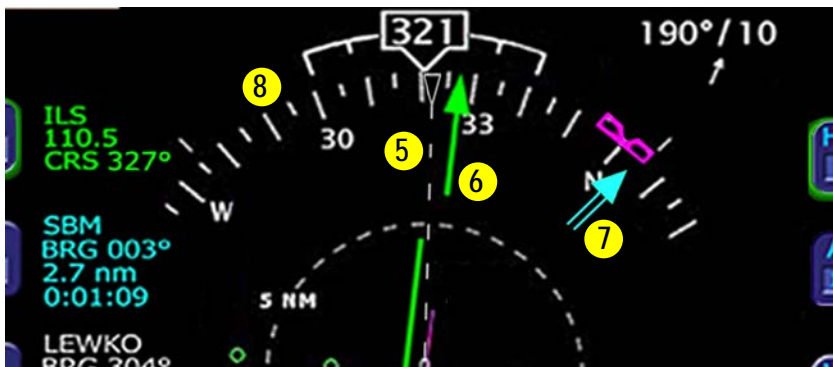 321
190°/10
8
ILS
110.5
CRS 327°
30
5
33
6
N
7
W
SBM
BRG 003°
2.7 nm
0:01:09
5 NM
LEWKO
BRG 304°